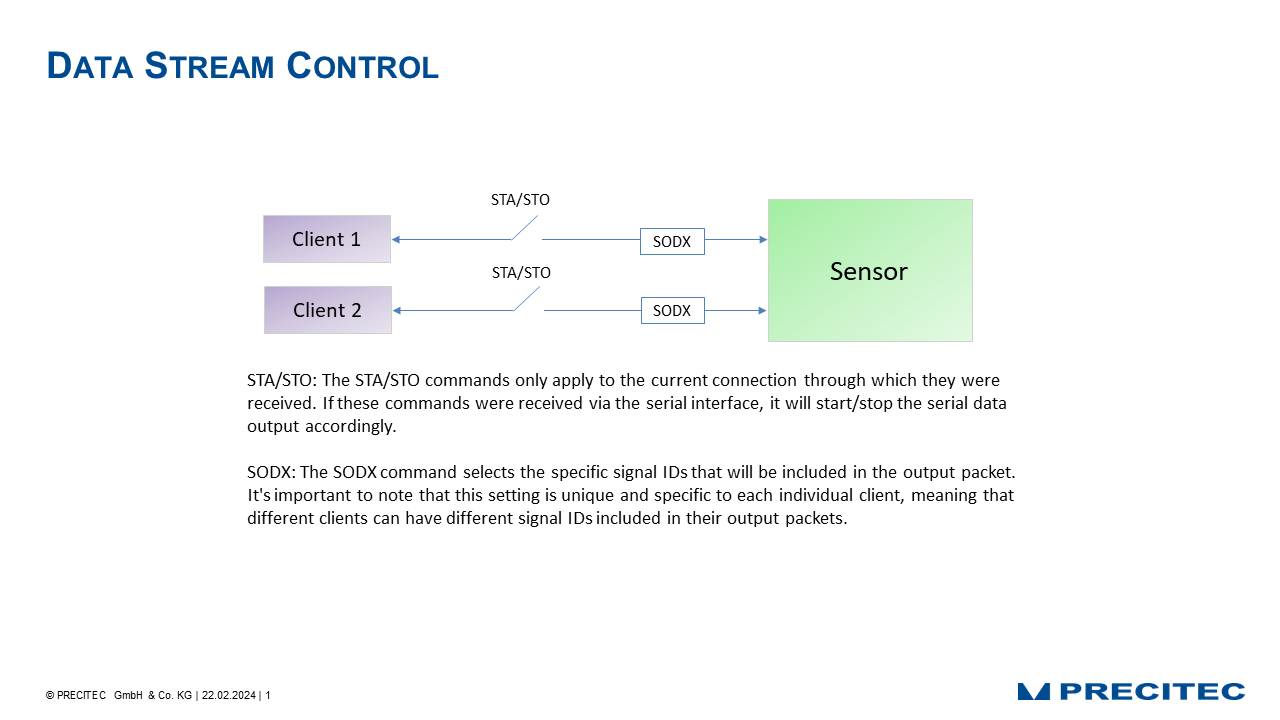 DATA STREAM CONTROL
STA/STO
Client 1
SODX
Sensor
STA/STO
Client 2
SODX
STA/STO: The STA/STO commands only apply to the current connection through which they were
received. If these commands were received via the serial interface, it will start/stop the serial data
output accordingly.
SODX: The SODX command selects the specific signal IDs that will be included in the output packet.
It's important to note that this setting is unique and specific to each individual client, meaning that
different clients can have different signal IDs included in their output packets.
© PRECITEC GmbH & Co. KG | 22.02.2024 | 1
PRECITEC